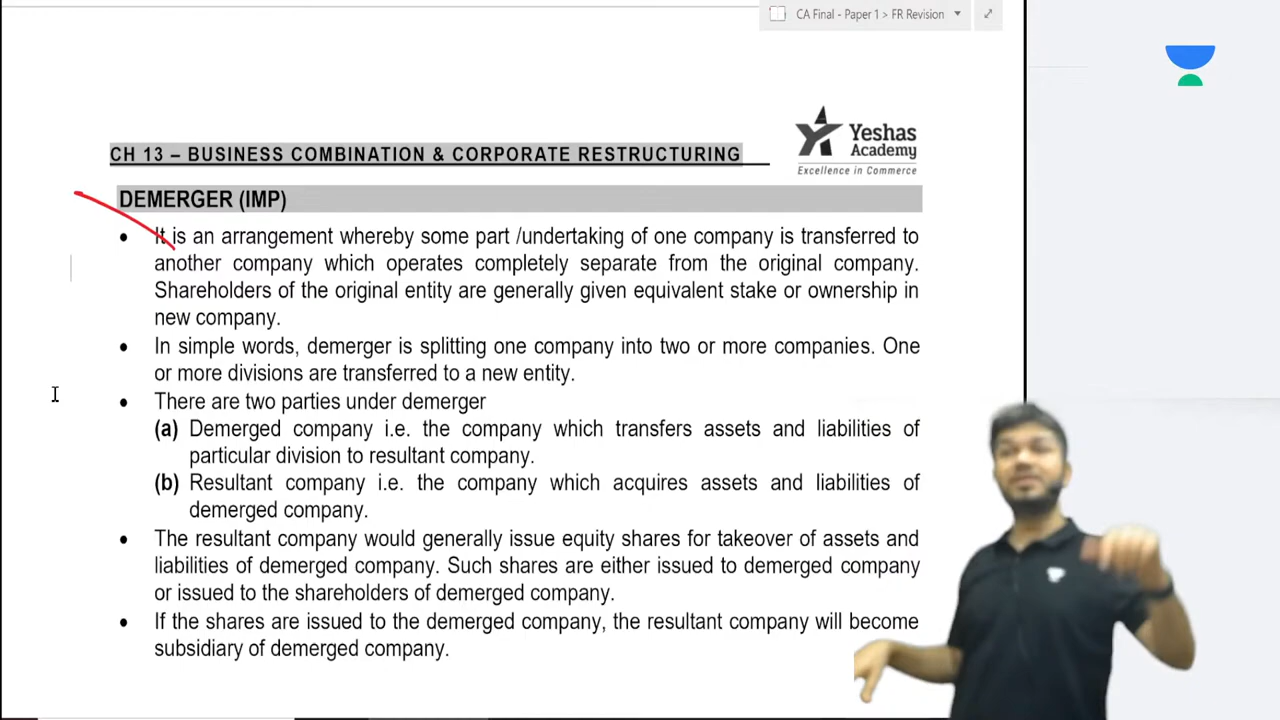 CA Final - Paper 1 > FR Revision
Yeshas
Academy
Excellence in Commerce
CH 13 – BUSINESS COMBINATION & CORPORATE RESTRUCTURING
DEMERGER (IMP)
• It is an arrangement whereby some part /undertaking of one company is transferred to
another company which operates completely separate from the original company.
Shareholders of the original entity are generally given equivalent stake or ownership in
new company.
• In simple words, demerger is splitting one company into two or more companies. One
or more divisions are transferred to a new entity.
• There are two parties under demerger
(a) Demerged company i.e. the company which transfers assets and liabilities of
particular division to resultant company.
(b) Resultant company i.e. the company which acquires assets and liabilities of
demerged company.
• The resultant company would generally issue equity shares for takeover of assets and
liabilities of demerged company. Such shares are either issued to demerged company
or issued to the shareholders of demerged company.
• If the shares are issued to the demerged company, the resultant company will become
subsidiary of demerged company.